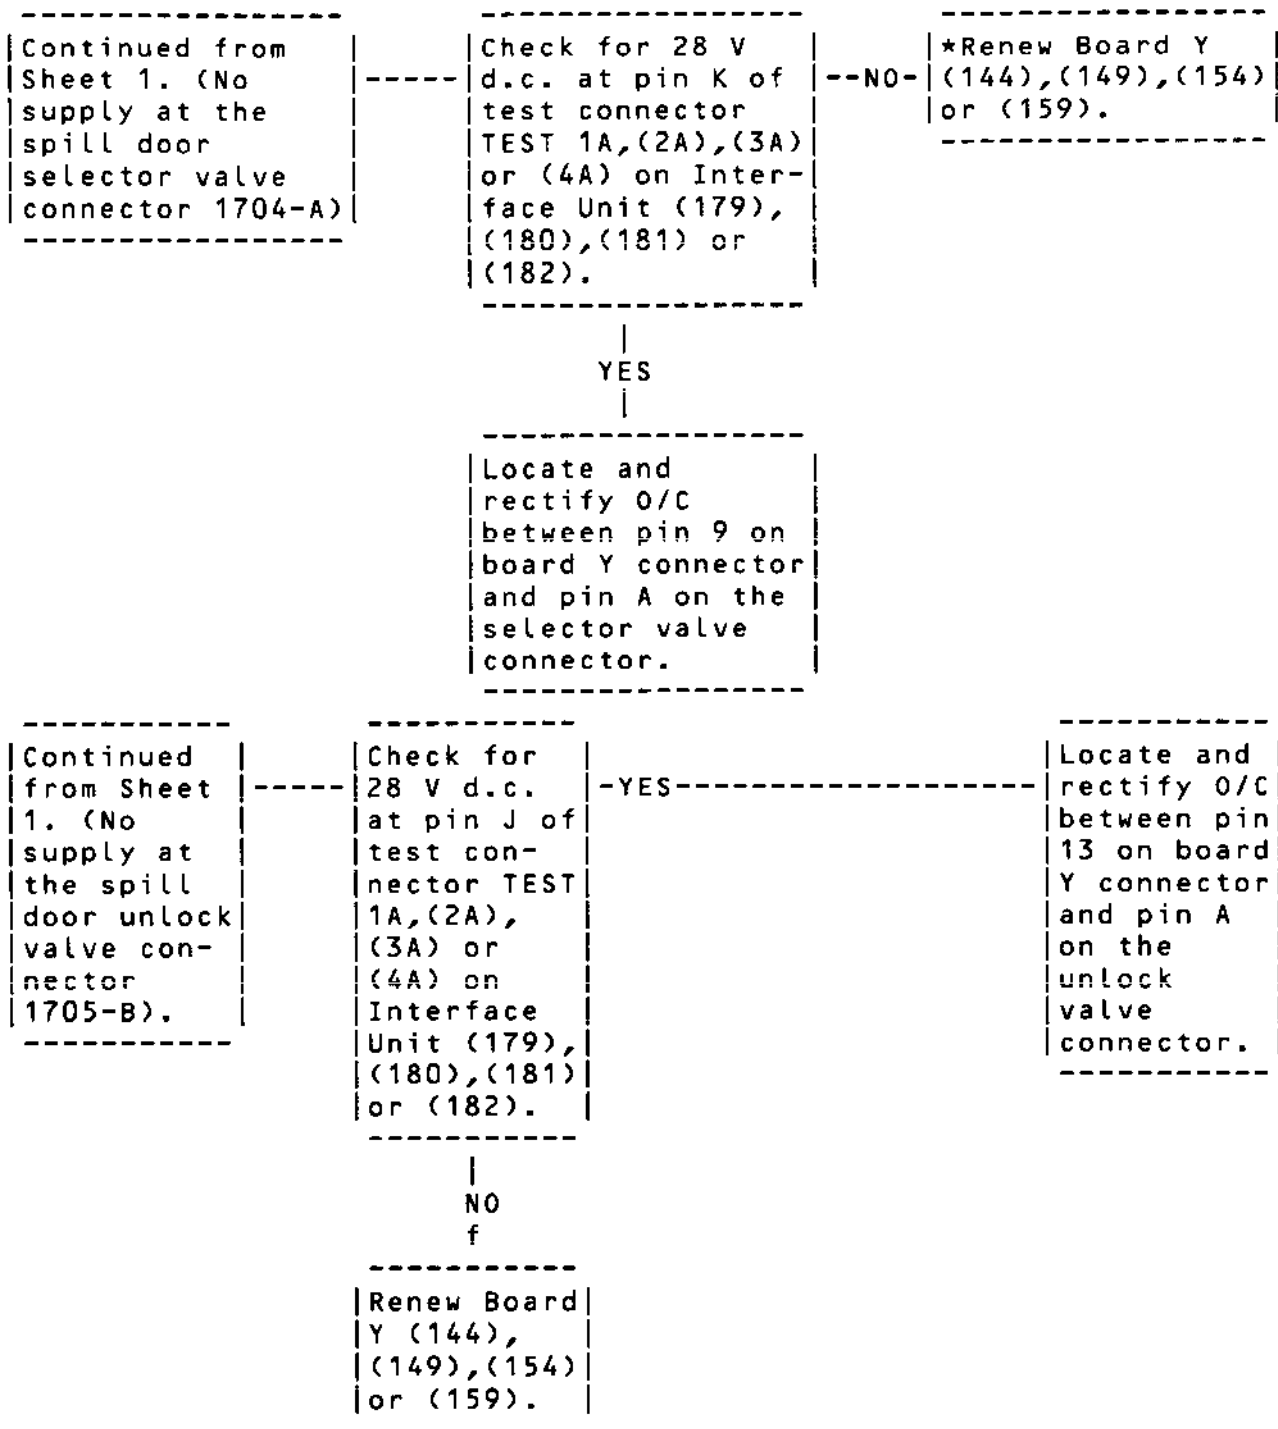 Continued from
Sheet 1. (No
supply at the
spill door
selector valve
connector 1704-A)
Check for 28 V
d.c. at pin K of
test connector
TEST 1A,(2A),(3A)
or (4A) on Inter-
face Unit (179),
(180),(181) or
(182).
NO
*Renew Board Y
(144),(149),(154)
or (159).
YES
Locate and
rectify O/C
between pin 9 on
board Y connector
and pin A on the
selector valve
connector.
Continued
from Sheet
1. (No
supply at
the spill
door unlock
valve con-
nector
1705-B).
Check for
28 V d.c.
at pin J of
test con-
nector TEST
1A,(2A),
(3A) or
(4A) on
Interface
Unit (179),
(180),(181)
or (182).
YES
Locate and
rectify O/C
between pin
13 on board
Y connector
and pin A
on the
unlock
valve
connector.
NO
f
Renew Board
Y (144),
(149),(154)
or (159).